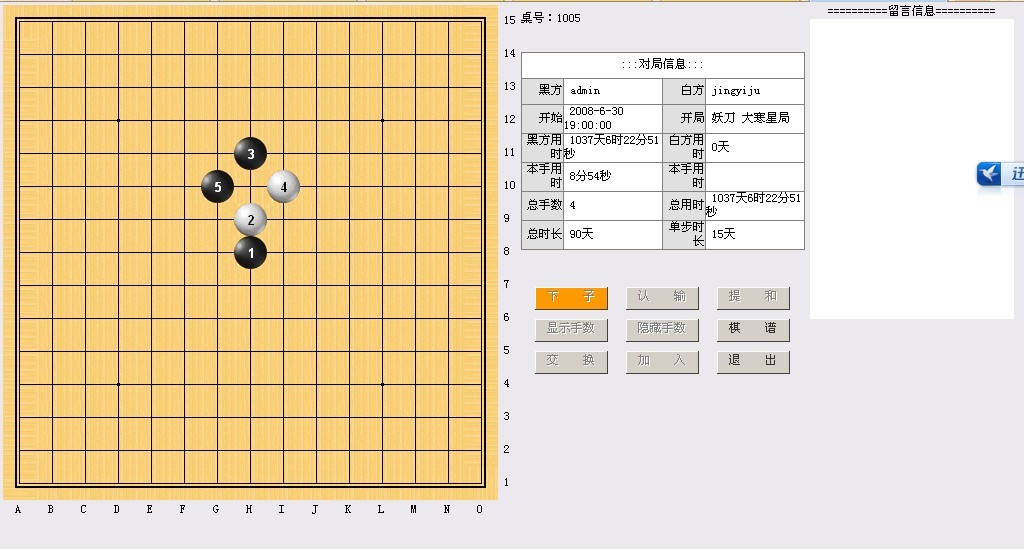 15
14
13
12
11
10
9
8
7
6
5
4
3
2
1
A B C D E F G H I J K L M N O
3
5
4
2
1
桌号：1005
:::对局信息:::
黑方 admin 白方 jingyiju
开始 2008-6-30 19:00:00 开局 妖刀 大寒星局
黑方用时 1037天6时22分51秒 白方用时 0天
本手用时 8分54秒 本手用时
总手数 4 总用时 1037天6时22分51秒
总时长 90天 单步时长 15天
下 子 认 输 提 和
显示手数 隐藏手数 棋 谱
交 换 加 入 退 出
==========留言信息==========
迅